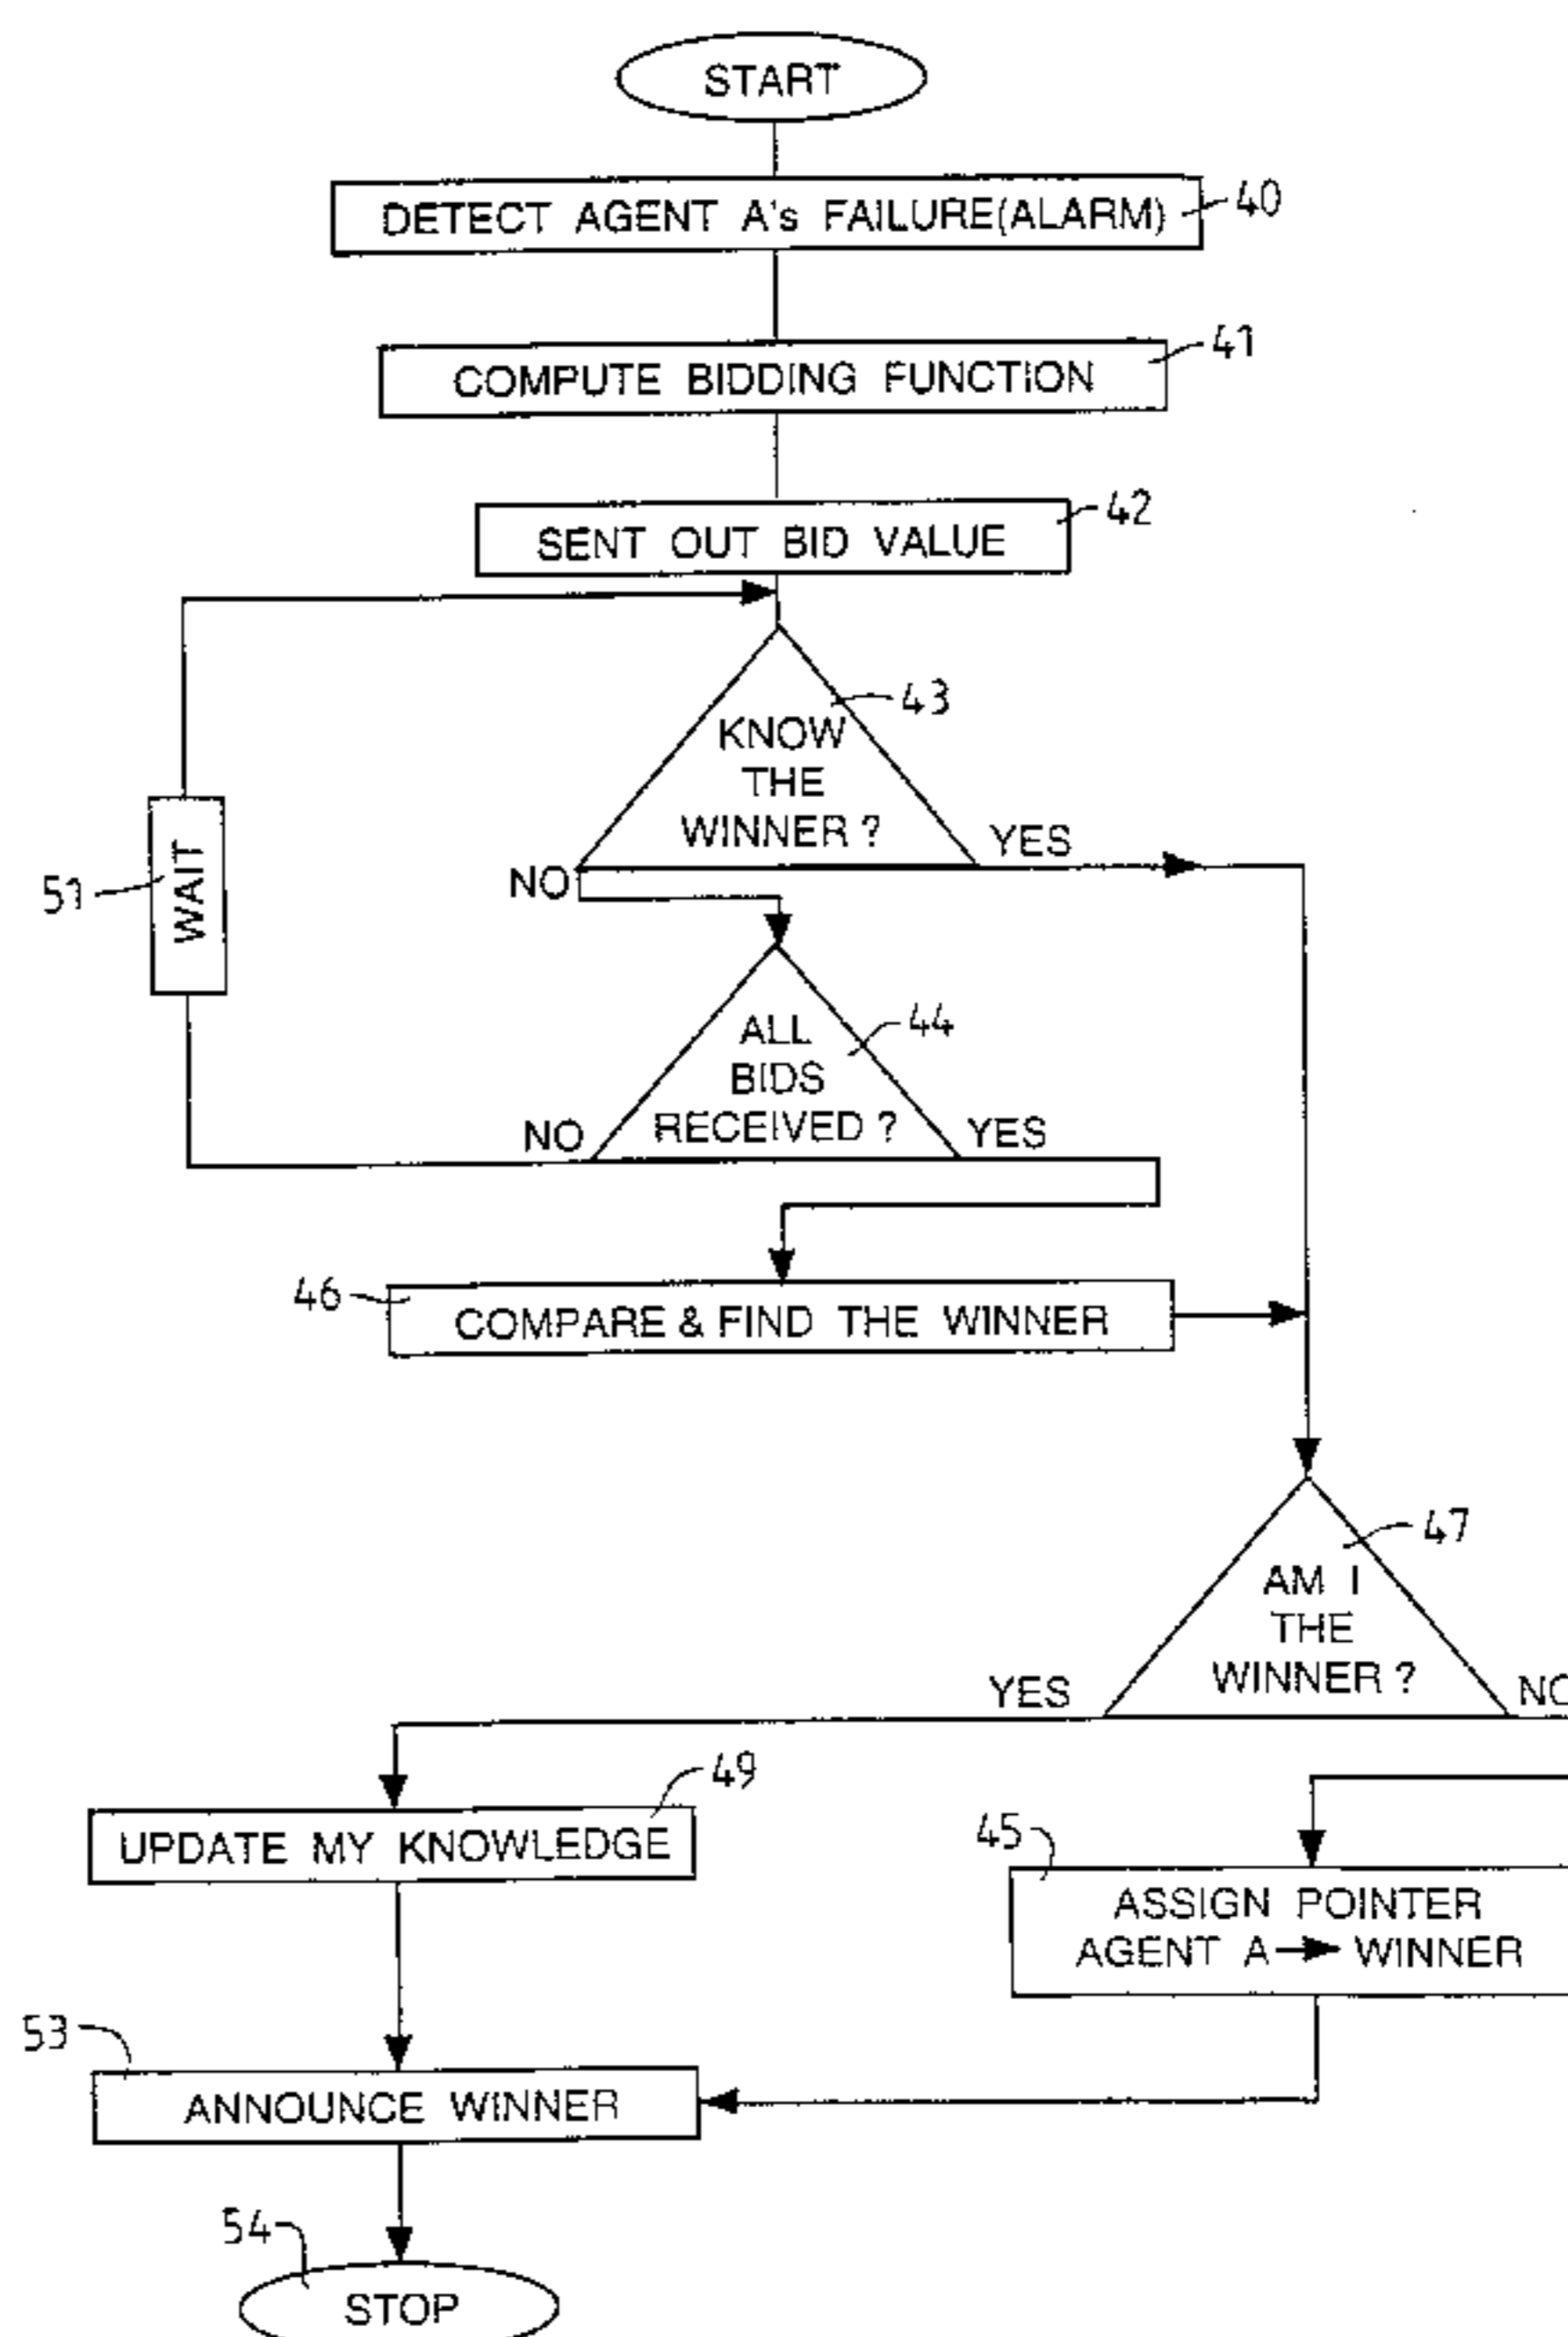 START
DETECT AGENT A's FAILURE(ALARM)
40
COMPUTE BIDDING FUNCTION
41
SENT OUT BID VALUE
42
KNOW
THE
WINNER ?
43
YES
NO
WAIT
51
ALL
BIDS
RECEIVED ?
44
NO
YES
46
COMPARE & FIND THE WINNER
47
AM I
THE
WINNER ?
YES
NO
49
UPDATE MY KNOWLEDGE
45
ASSIGN POINTER
AGENT A → WINNER
53
ANNOUNCE WINNER
54
STOP